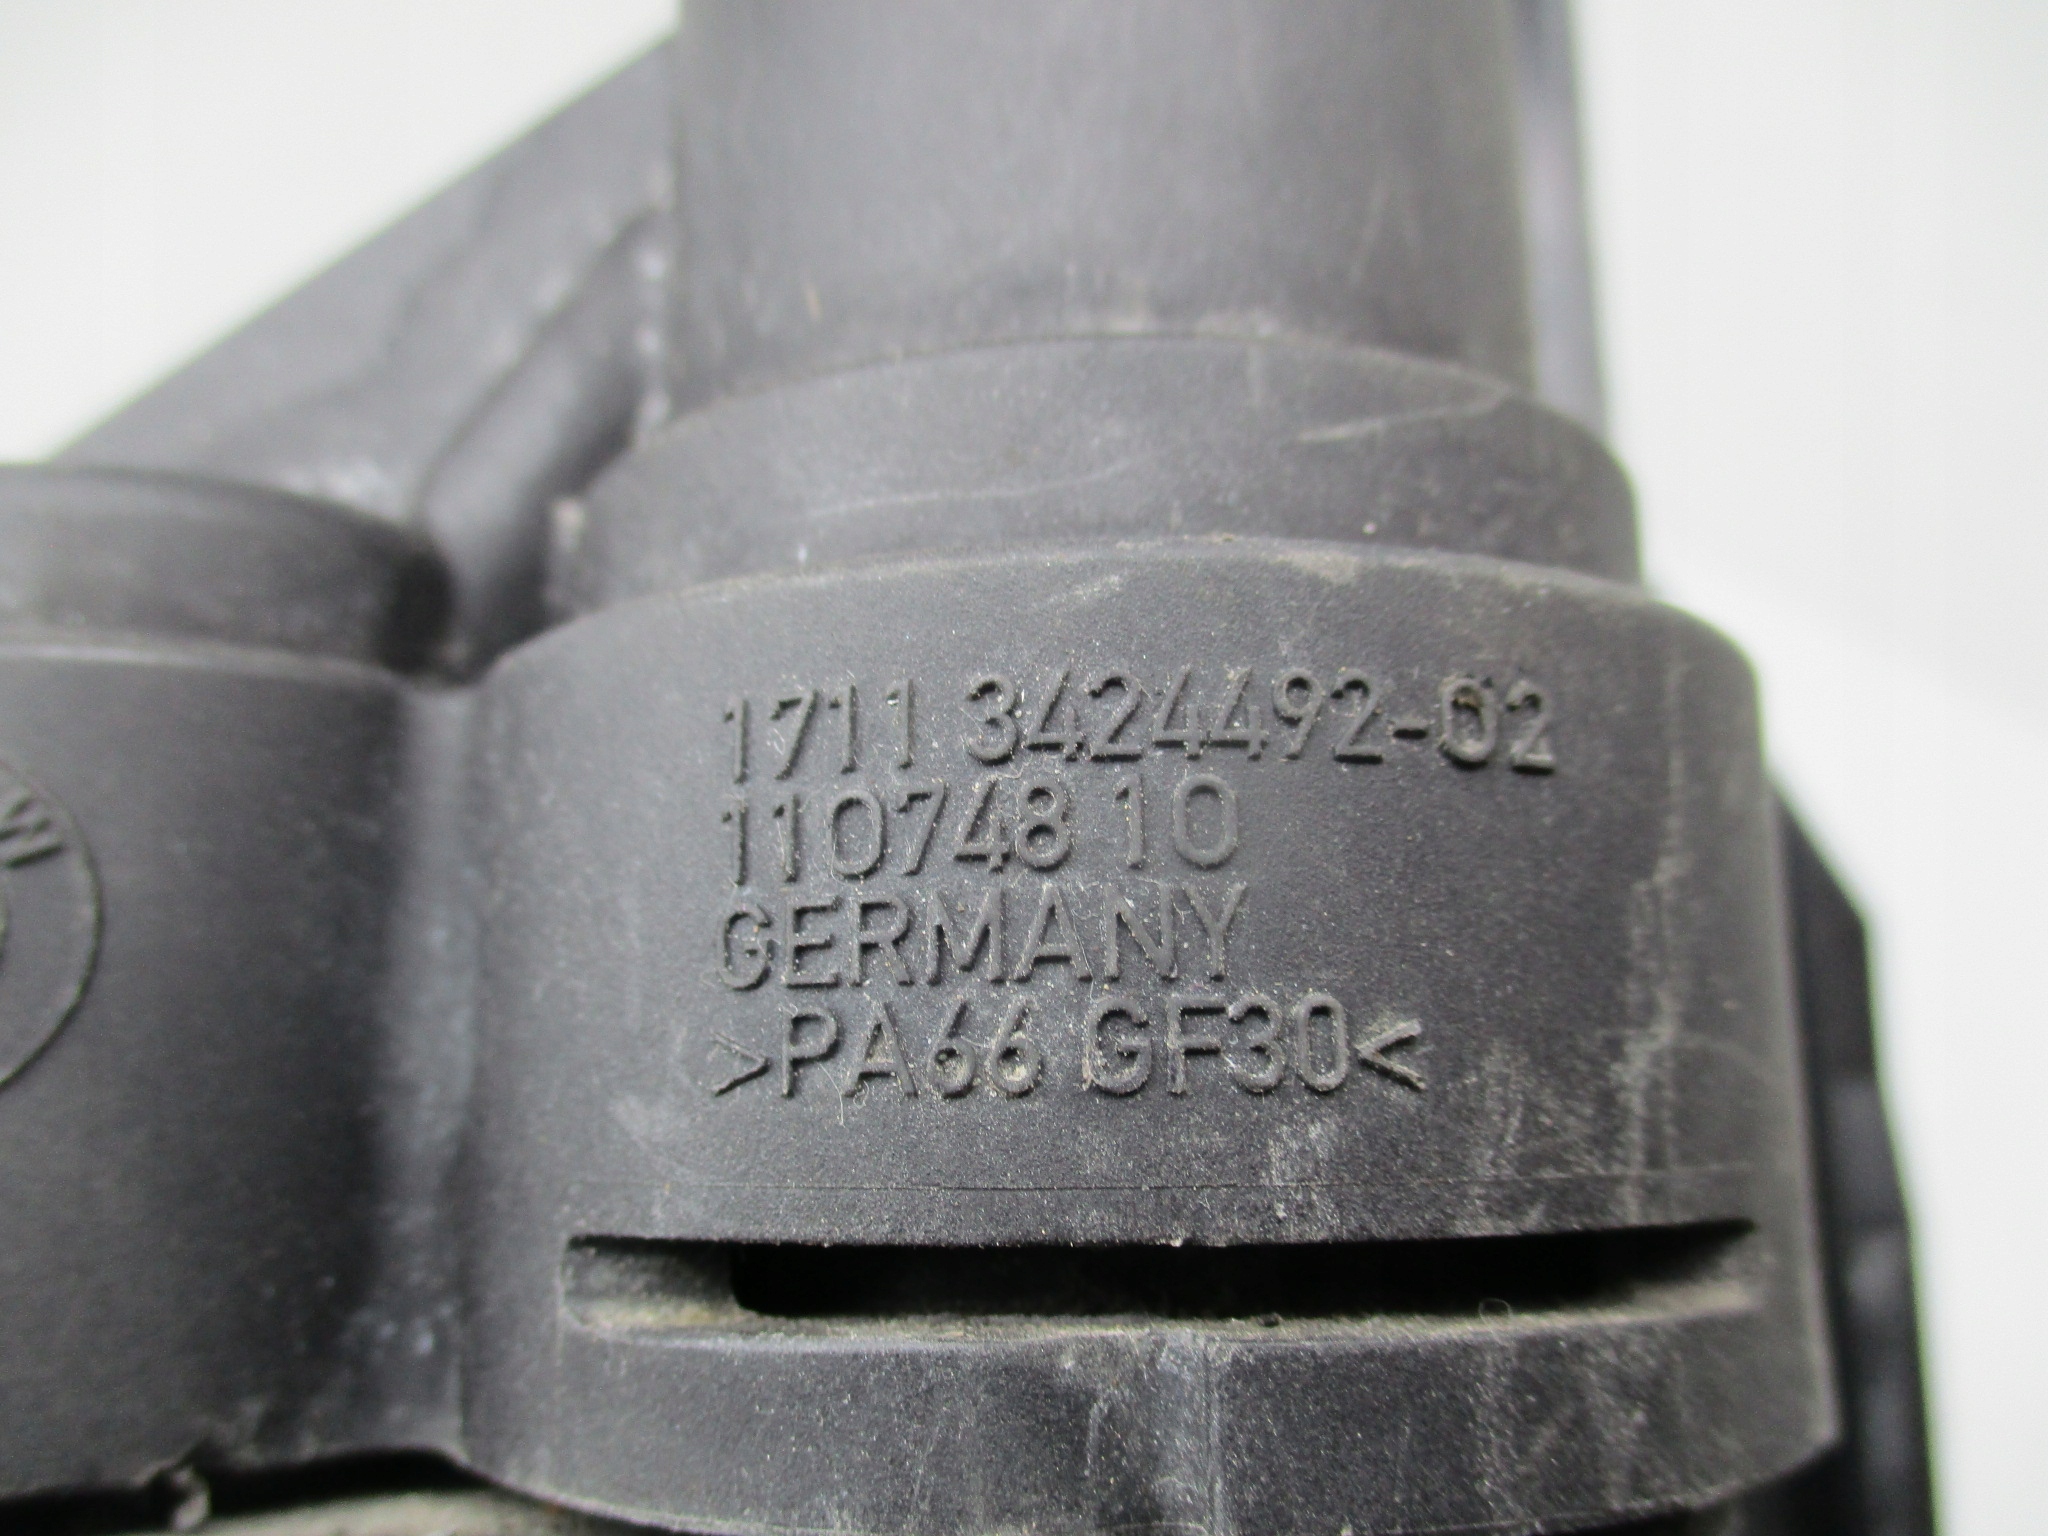 1711 3424492-02
110748 10
GERMANY
>PA66 GF30<
W